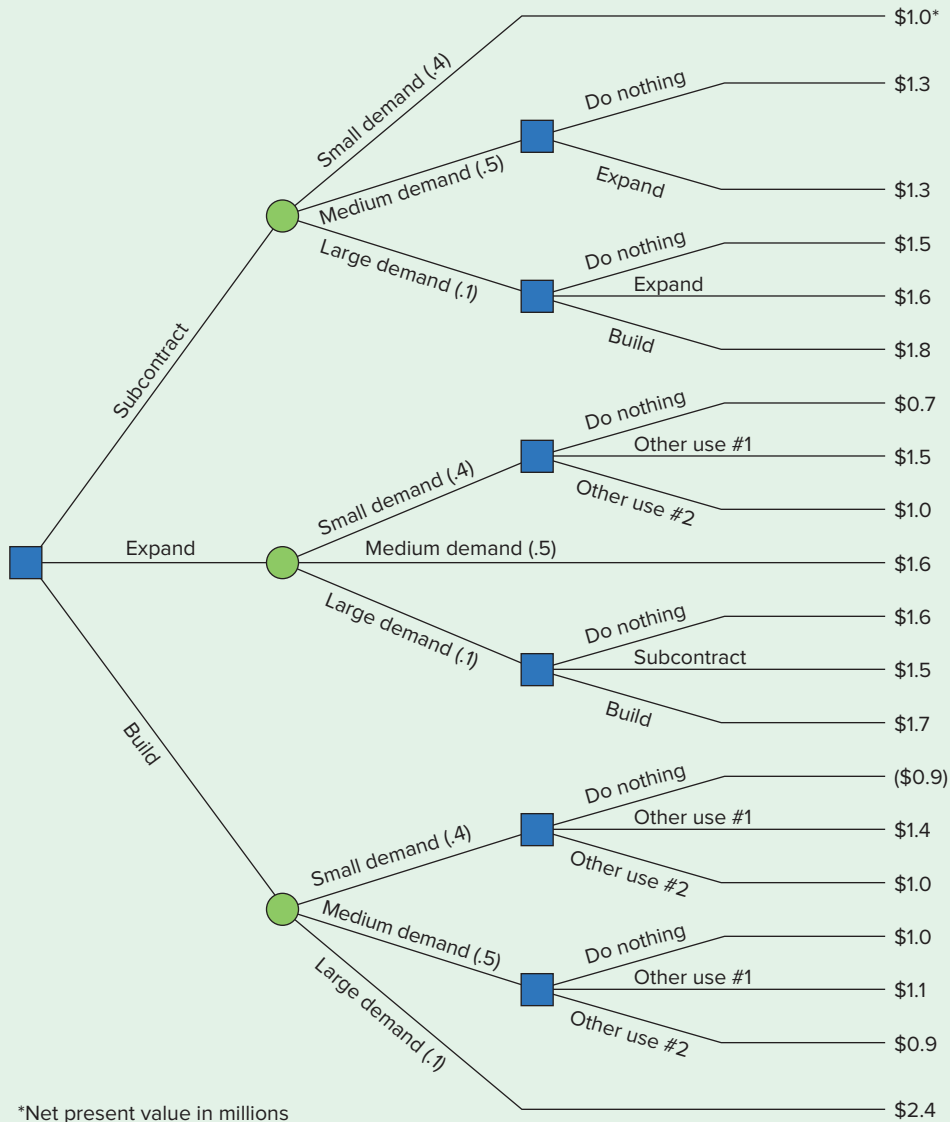 $1.0*
Small demand (.4)
Do nothing
$1.3
Medium demand (.5)
Expand
$1.3
Large demand (.1)
Do nothing
$1.5
Expand
$1.6
Build
$1.8
Subcontract
Do nothing
$0.7
Small demand (.4)
Other use #1
$1.5
Other use #2
$1.0
Expand
Medium demand (.5)
$1.6
Large demand (.1)
Do nothing
$1.6
Subcontract
$1.5
Build
$1.7
Build
Do nothing
($0.9)
Small demand (.4)
Other use #1
$1.4
Other use #2
$1.0
Medium demand (.5)
Do nothing
$1.0
Other use #1
$1.1
Other use #2
$0.9
Large demand (.1)
$2.4
*Net present value in millions